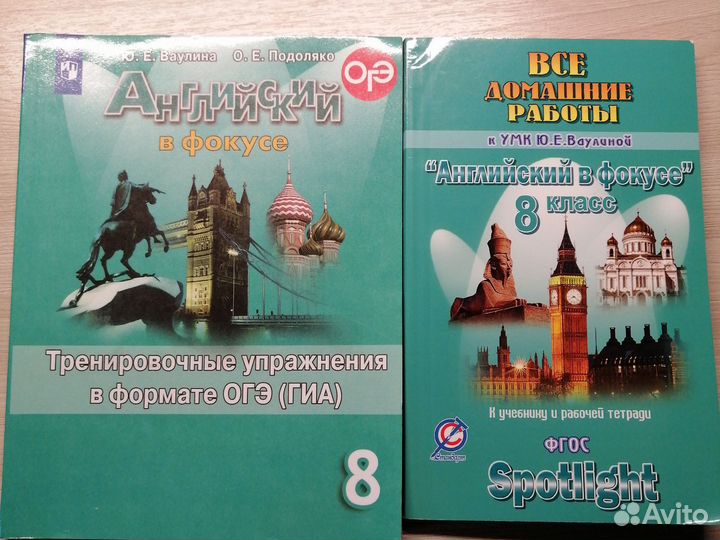 Ю. Е. Ваулина О. Е. Подоляко
ОГЭ
Английский
в фокусе
Тренировочные упражнения
в формате ОГЭ (ГИА)
8
ВСЕ
ДОМАШНИЕ
РАБОТЫ
к УМК Ю.Е.Ваулиной
"Английский в фокусе"
8 класс
К учебнику и рабочей тетради
ФГОС
Spotlight
Avito